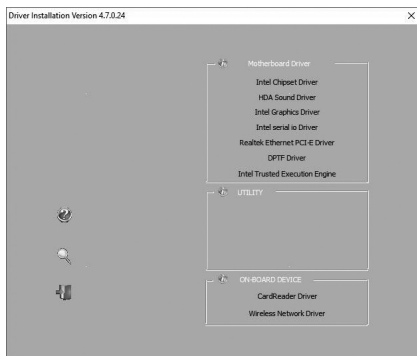 Driver Installation Version 4.7.0.24
Motherboard Driver
Intel Chipset Driver
HDA Sound Driver
Intel Graphics Driver
Intel serial io Driver
Realtek Ethernet PCI-E Driver
DPTF Driver
Intel Trusted Execution Engine
UTILITY
ON-BOARD DEVICE
CardReader Driver
Wireless Network Driver